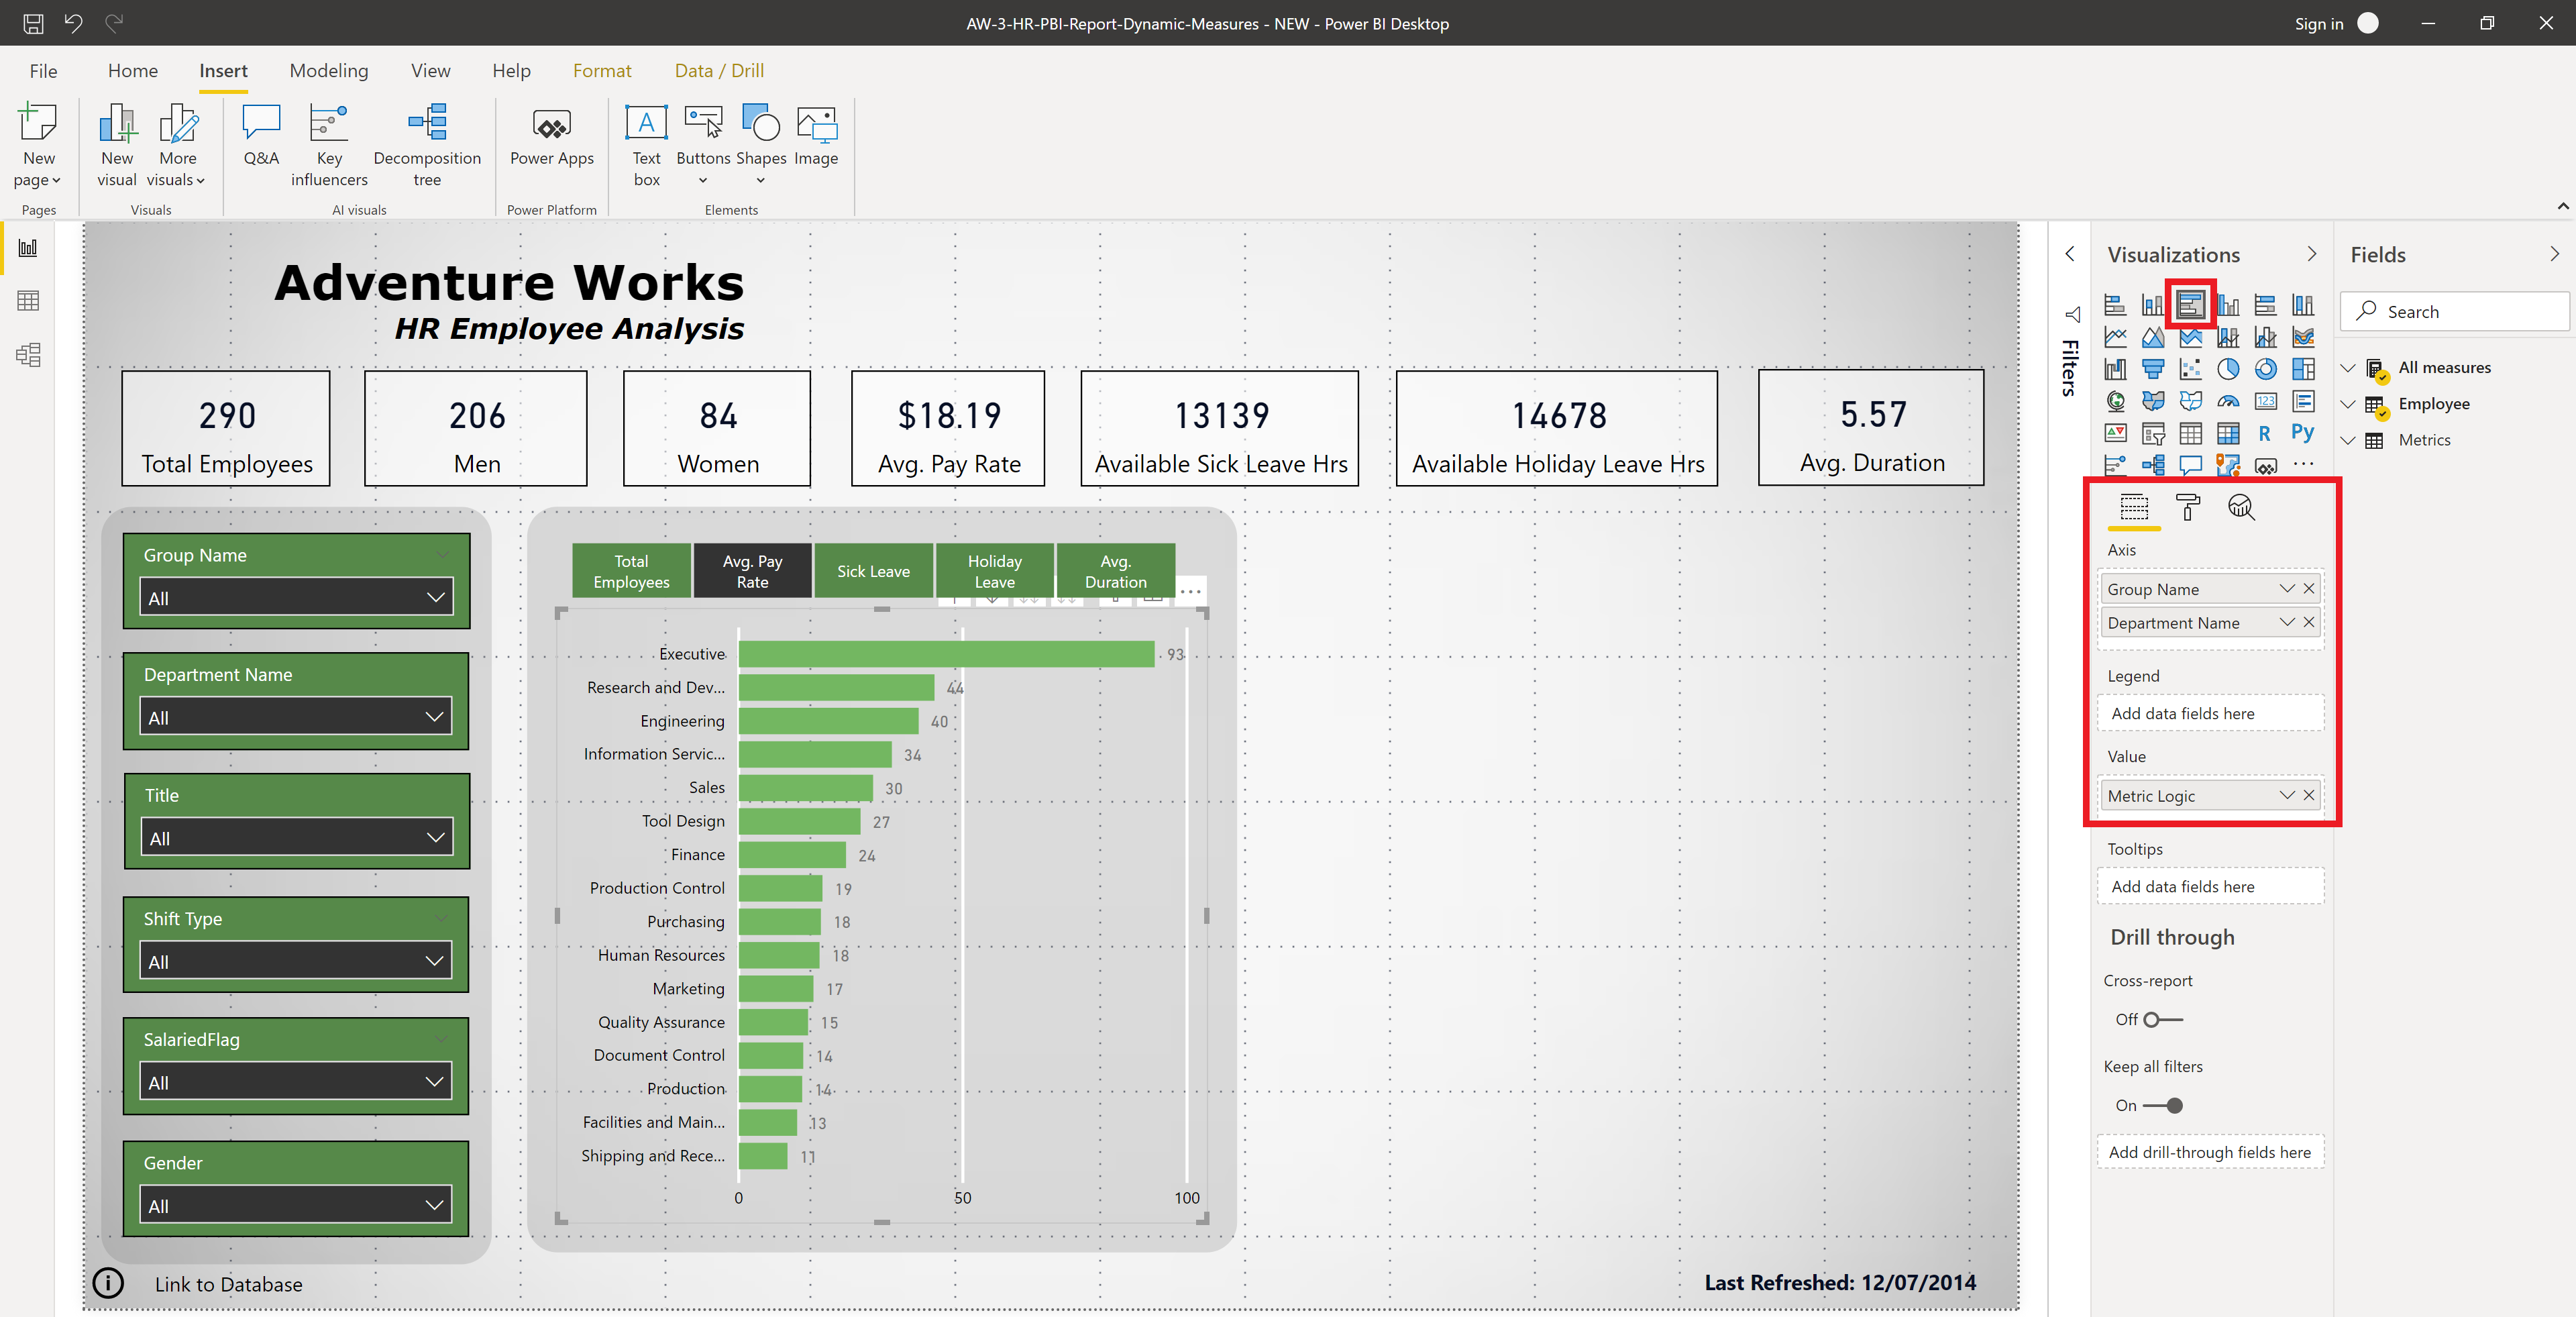 AW-3-HR-PBI-Report-Dynamic-Measures - NEW - Power BI Desktop
Sign in
File Home Insert Modeling View Help Format Data / Drill
New page
New visual
More visuals
Q&A
Key influencers
Decomposition tree
Power Apps
Text box
Buttons
Shapes
Image
Pages
Visuals
AI visuals
Power Platform
Elements
Adventure Works
HR Employee Analysis
290
Total Employees
206
Men
84
Women
$18.19
Avg. Pay Rate
13139
Available Sick Leave Hrs
14678
Available Holiday Leave Hrs
5.57
Avg. Duration
Group Name
All
Department Name
All
Title
All
Shift Type
All
SalariedFlag
All
Gender
All
Total Employees
Avg. Pay Rate
Sick Leave
Holiday Leave
Avg. Duration
Executive 93
Research and Dev... 44
Engineering 40
Information Servic... 34
Sales 30
Tool Design 27
Finance 24
Production Control 19
Purchasing 18
Human Resources 18
Marketing 17
Quality Assurance 15
Document Control 14
Production 14
Facilities and Main... 13
Shipping and Rece... 11
0 50 100
Link to Database
Last Refreshed: 12/07/2014
Filters
Visualizations
123
R
Py
Axis
Group Name
Department Name
Legend
Add data fields here
Value
Metric Logic
Tooltips
Add data fields here
Drill through
Cross-report
Off
Keep all filters
On
Add drill-through fields here
Fields
Search
All measures
Employee
Metrics